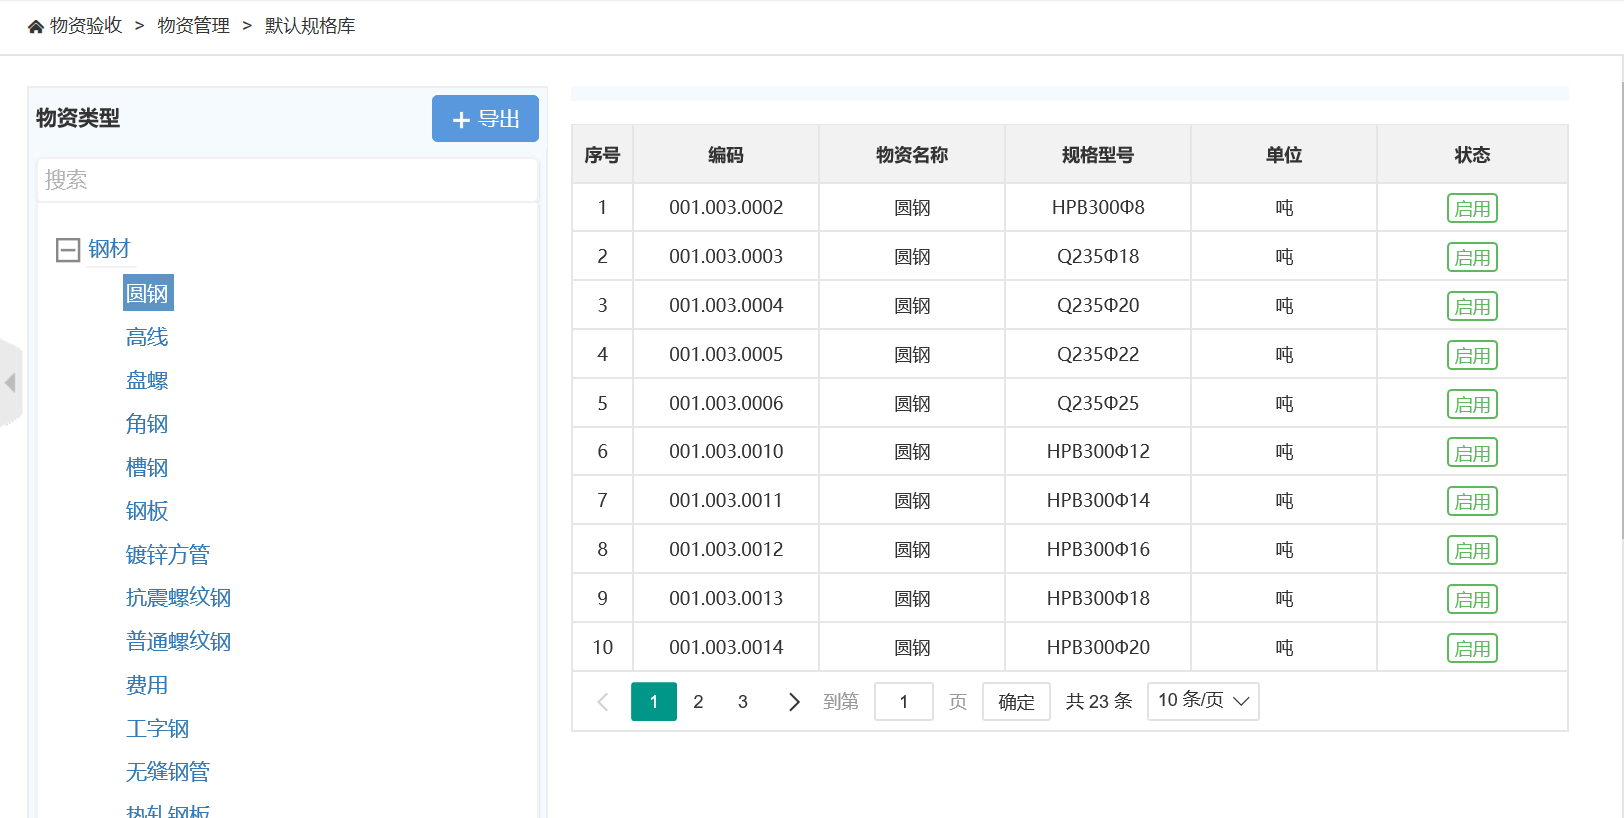 物资验收 > 物资管理 > 默认规格库
物资类型
+ 导出
搜索
钢材
圆钢
高线
盘螺
角钢
槽钢
钢板
镀锌方管
抗震螺纹钢
普通螺纹钢
费用
工字钢
无缝钢管
热轧钢板
序号 编码 物资名称 规格型号 单位 状态
1 001.003.0002 圆钢 HPB300Φ8 吨 启用
2 001.003.0003 圆钢 Q235Φ18 吨 启用
3 001.003.0004 圆钢 Q235Φ20 吨 启用
4 001.003.0005 圆钢 Q235Φ22 吨 启用
5 001.003.0006 圆钢 Q235Φ25 吨 启用
6 001.003.0010 圆钢 HPB300Φ12 吨 启用
7 001.003.0011 圆钢 HPB300Φ14 吨 启用
8 001.003.0012 圆钢 HPB300Φ16 吨 启用
9 001.003.0013 圆钢 HPB300Φ18 吨 启用
10 001.003.0014 圆钢 HPB300Φ20 吨 启用
1 2 3 到第 1 页 确定 共 23 条 10 条/页